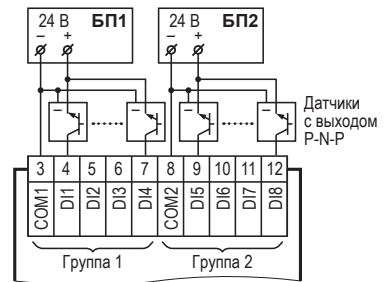 24 В БП1
– +
24 В БП2
– +
Датчики
с выходом
P-N-P
3 4 5 6 7 8 9 10 11 12
COM1 DI1 DI2 DI3 DI4 COM2 DI5 DI6 DI7 DI8
Группа 1 Группа 2